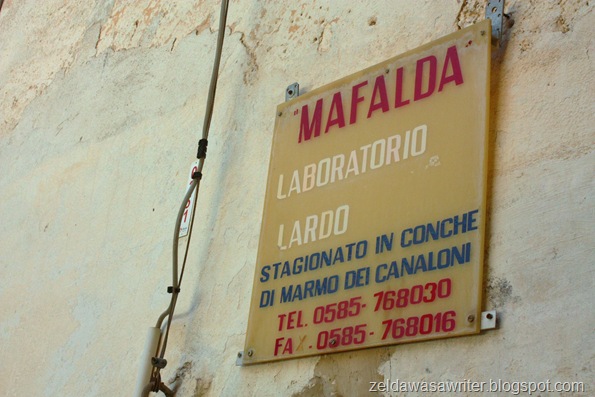 "MAFALDA"
LABORATORIO
LARDO
STAGIONATO IN CONCHE
DI MARMO DEI CANALONI
TEL. 0585-768030
FAX. 0585-768016
zeldawasawriter.blogspot.com